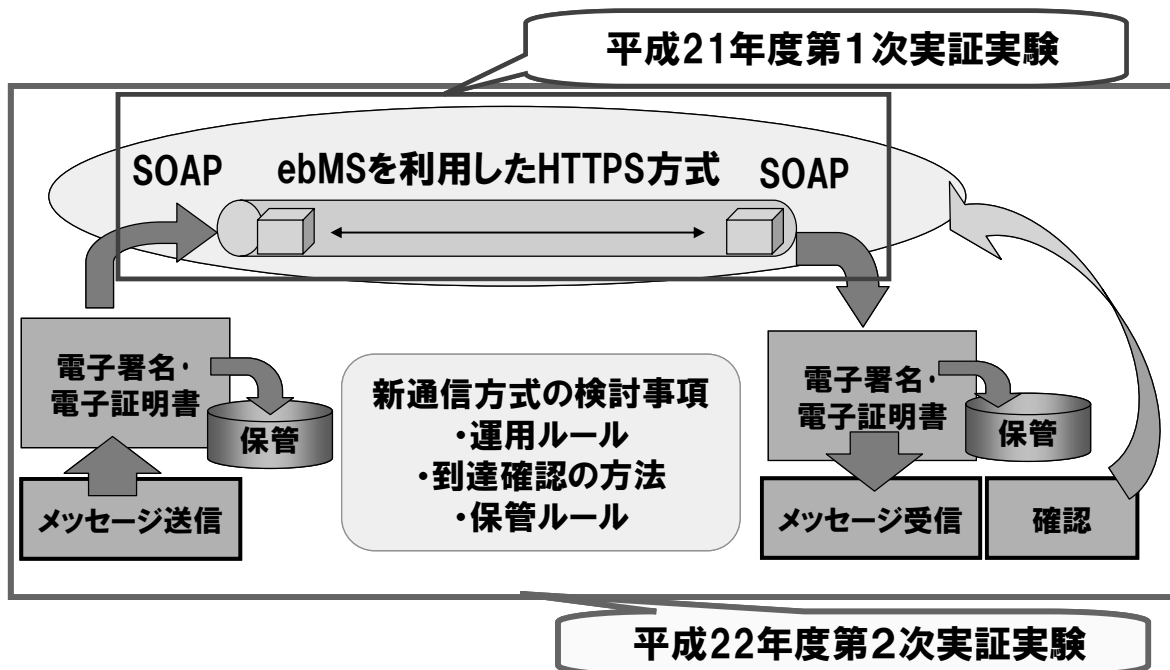 平成21年度第1次実証実験
SOAP
ebMSを利用したHTTPS方式
SOAP
電子署名・
電子証明書
保管
メッセージ送信
新通信方式の検討事項
・運用ルール
・到達確認の方法
・保管ルール
電子署名・
電子証明書
保管
メッセージ受信
確認
平成22年度第2次実証実験